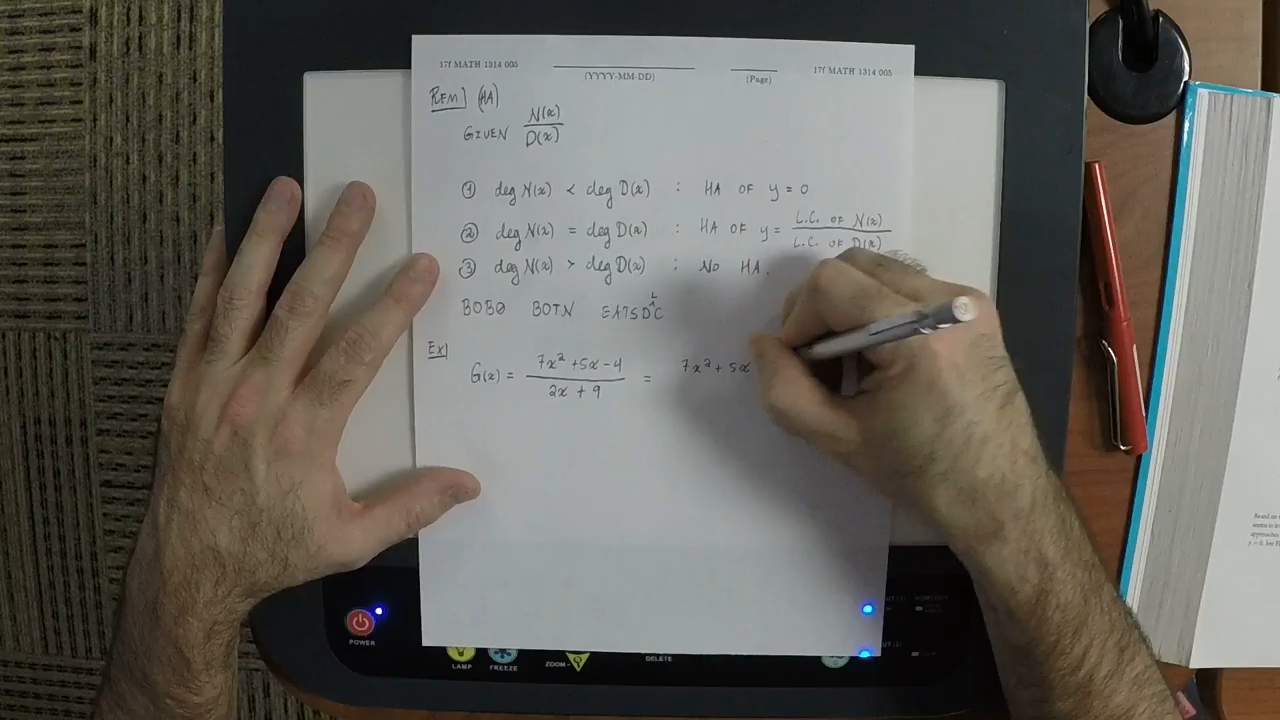 17f MATH 1314 005 (YYYY-MM-DD) (Page) 17f MATH 1314 005
REM] (HA)
GIVEN N(x)/D(x)
① deg N(x) < deg D(x) : HA OF y = 0
② deg N(x) = deg D(x) : HA OF y = L.C. OF N(x)/L.C. OF D(x)
③ deg N(x) > deg D(x) : NO HA.
BOBO BOTN EATSDC
EX]
G(x) = (7x² + 5x - 4)/(2x + 9) = 7x² + 5x
POWER
LAMP FREEZE ZOOM DELETE